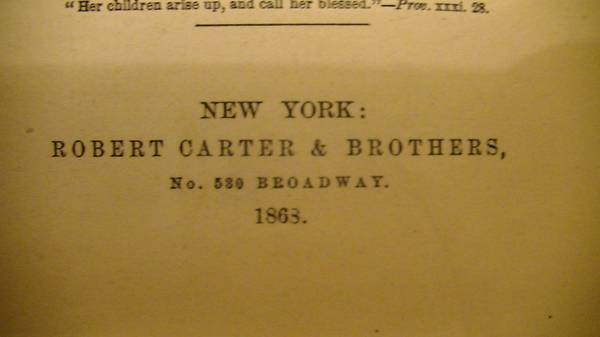 "Her children arise up, and call her blessed."—Prov. xxxi. 28.
NEW YORK:
ROBERT CARTER & BROTHERS,
No. 530 BROADWAY.
1863.